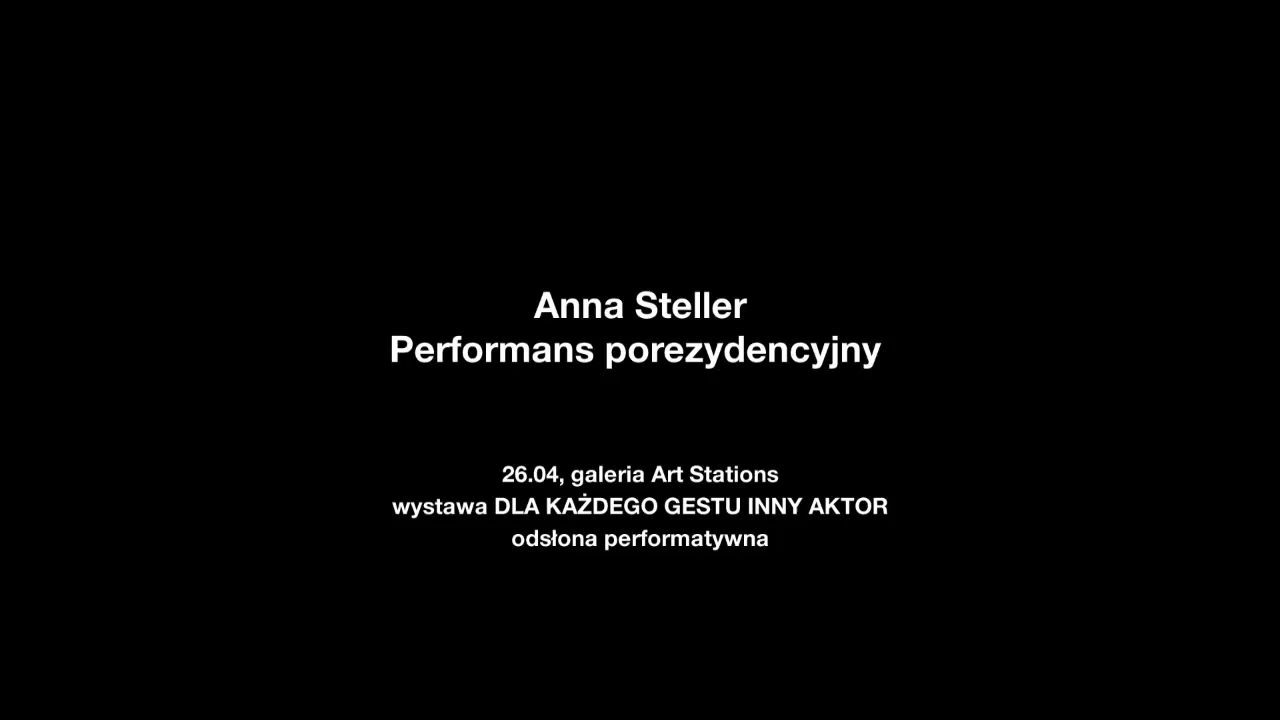 Anna Steller
Performans porezydencyjny
26.04, galeria Art Stations
wystawa DLA KAŻDEGO GESTU INNY AKTOR
odsłona performatywna